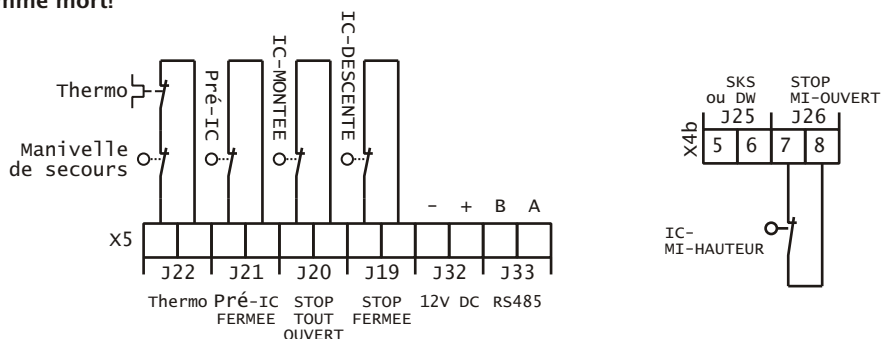 mme mort!
Thermo
Manivelle
de secours
Pré-IC
IC-MONTEE
IC-DESCENTE
- + B A
X5
J22 J21 J20 J19 J32 J33
Thermo Pré-IC STOP STOP 12V DC RS485
FERMEE TOUT FERMEE
OUVERT
SKS STOP
ou DW MI-OUVERT
J25 J26
X4b
5 6 7 8
IC-
MI-HAUTEUR